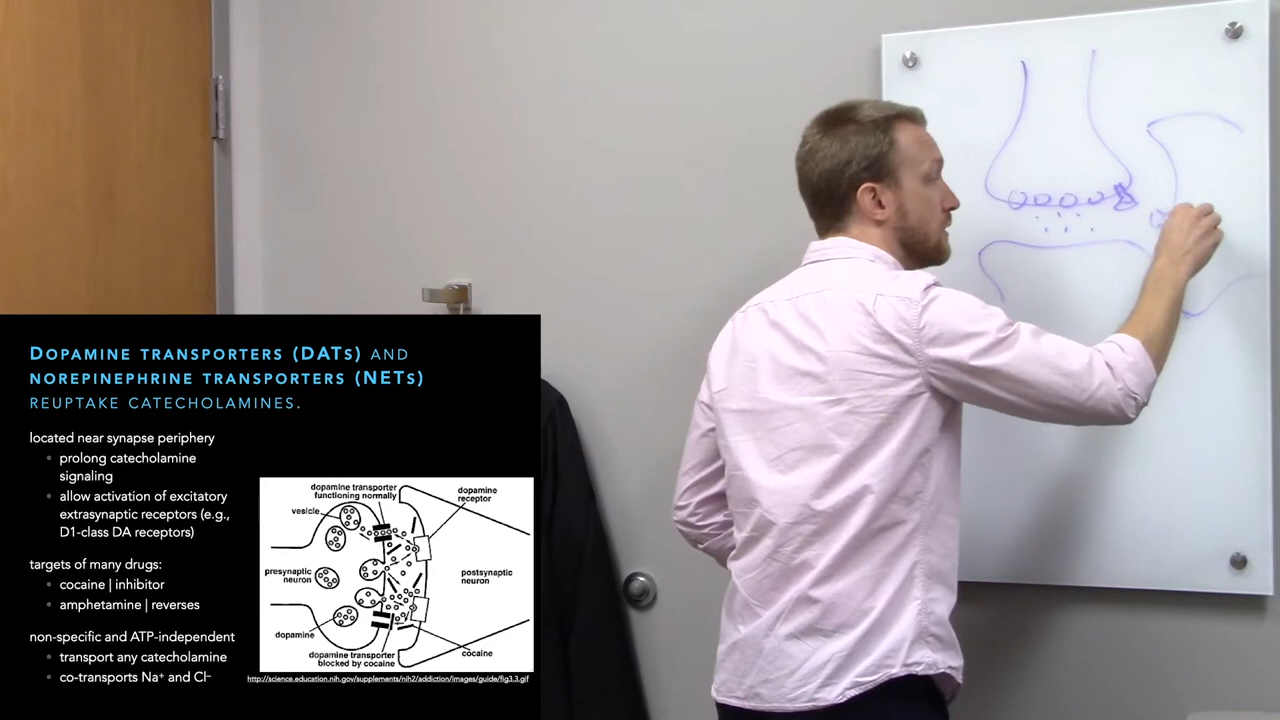 DOPAMINE TRANSPORTERS (DATS) AND
NOREPINEPHRINE TRANSPORTERS (NETS)
REUPTAKE CATECHOLAMINES.
located near synapse periphery
• prolong catecholamine
signaling
• allow activation of excitatory
extrasynaptic receptors (e.g.,
D1-class DA receptors)
targets of many drugs:
• cocaine | inhibitor
• amphetamine | reverses
non-specific and ATP-independent
• transport any catecholamine
• co-transports Na⁺ and Cl⁻
dopamine transporter
functioning normally
dopamine
receptor
vesicle
presynaptic
neuron
postsynaptic
neuron
dopamine
dopamine transporter
blocked by cocaine
cocaine
http://science.education.nih.gov/supplements/nih2/addiction/images/guide/fig3.3.gif